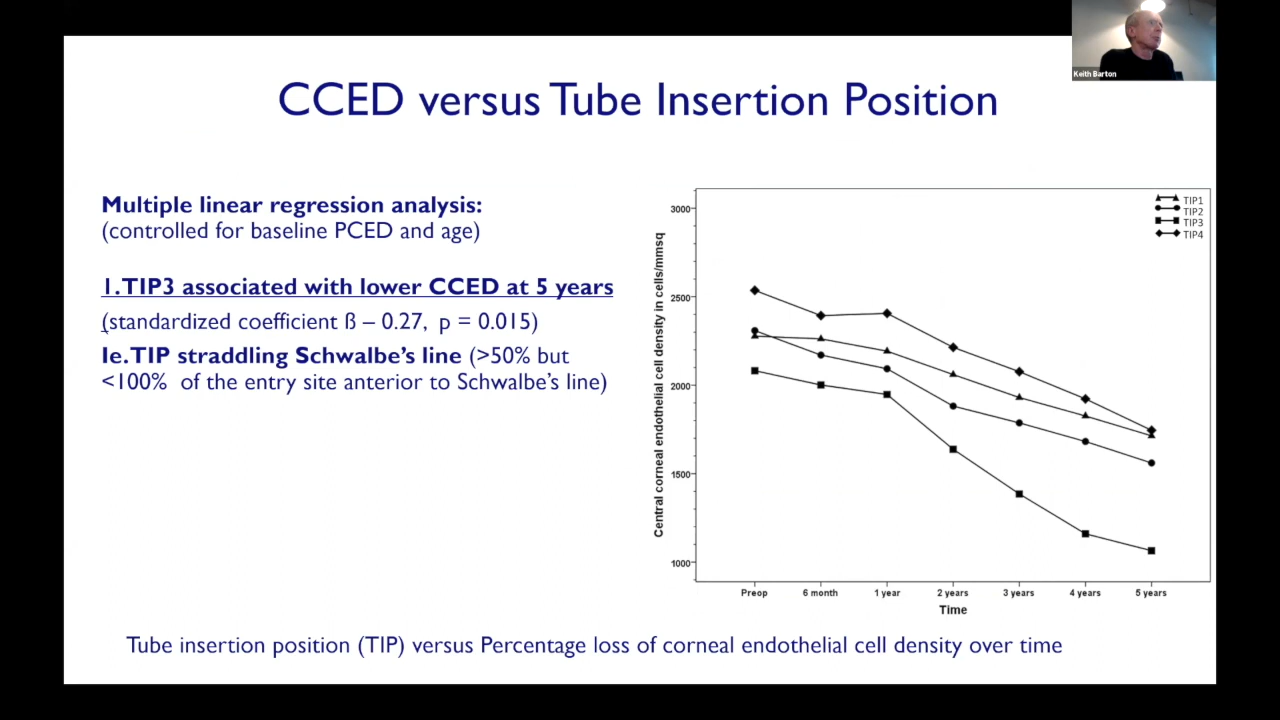 Keith Barton
CCED versus Tube Insertion Position
Multiple linear regression analysis:
(controlled for baseline PCED and age)
1.TIP3 associated with lower CCED at 5 years
(standardized coefficient ß – 0.27, p = 0.015)
Ie. TIP straddling Schwalbe's line (>50% but
<100% of the entry site anterior to Schwalbe's line)
Central corneal endothelial cell density in cells/mmsq
3000
2500
2000
1500
1000
TIP1
TIP2
TIP3
TIP4
Preop 6 month 1 year 2 years 3 years 4 years 5 years
Time
Tube insertion position (TIP) versus Percentage loss of corneal endothelial cell density over time